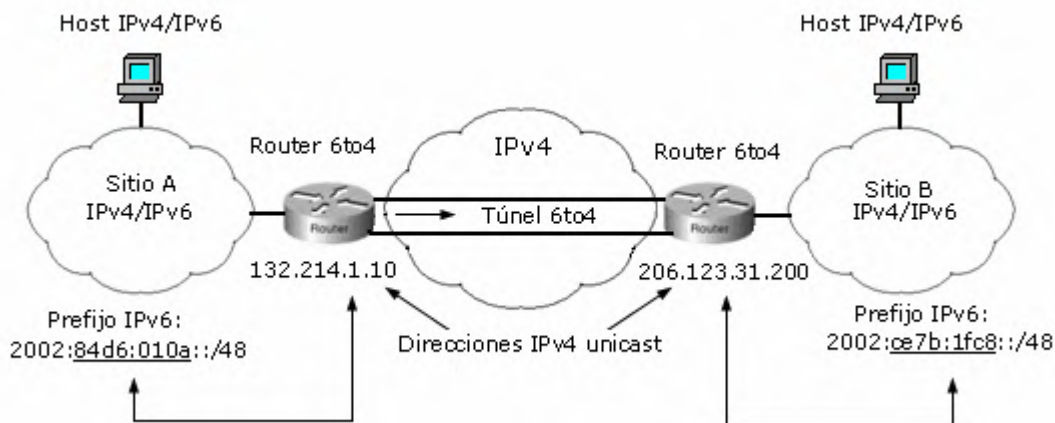 Host IPv4/IPv6
Host IPv4/IPv6
Router 6to4
IPv4
Router 6to4
Sitio A
IPv4/IPv6
Sitio B
IPv4/IPv6
Router
Túnel 6to4
Router
132.214.1.10
206.123.31.200
Prefijo IPv6:
2002:84d6:010a::/48
Direcciones IPv4 unicast
Prefijo IPv6:
2002:ce7b:1fc8::/48